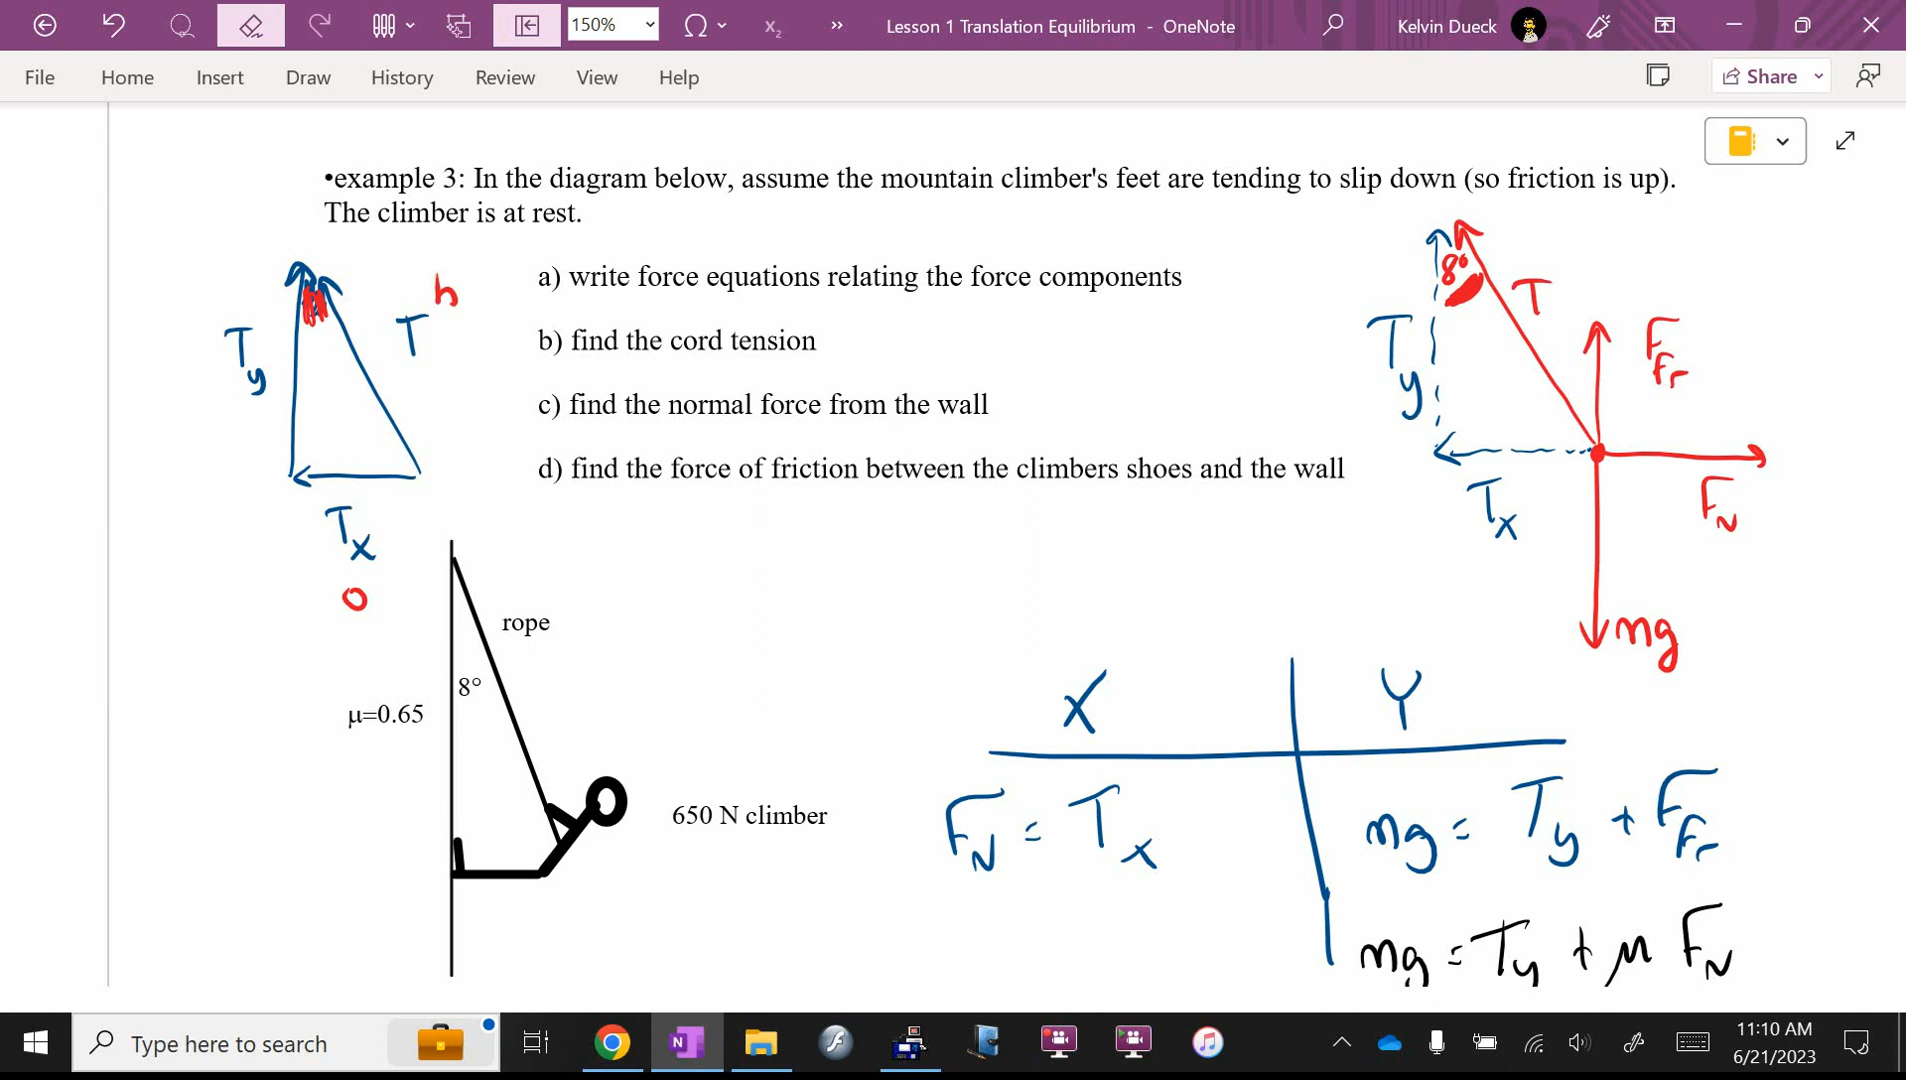 150%
Ω
x₂
»
Lesson 1 Translation Equilibrium - OneNote
Kelvin Dueck
File Home Insert Draw History Review View Help
Share
•example 3: In the diagram below, assume the mountain climber's feet are tending to slip down (so friction is up).
The climber is at rest.
a) write force equations relating the force components
b) find the cord tension
c) find the normal force from the wall
d) find the force of friction between the climbers shoes and the wall
Ty
T
h
Tx
O
8°
T
Ty
FFr
Tx
FN
mg
rope
8°
μ=0.65
650 N climber
X
Y
FN = Tx
mg = Ty + FFr
mg = Ty + μ FN
Type here to search
N
11:10 AM
6/21/2023